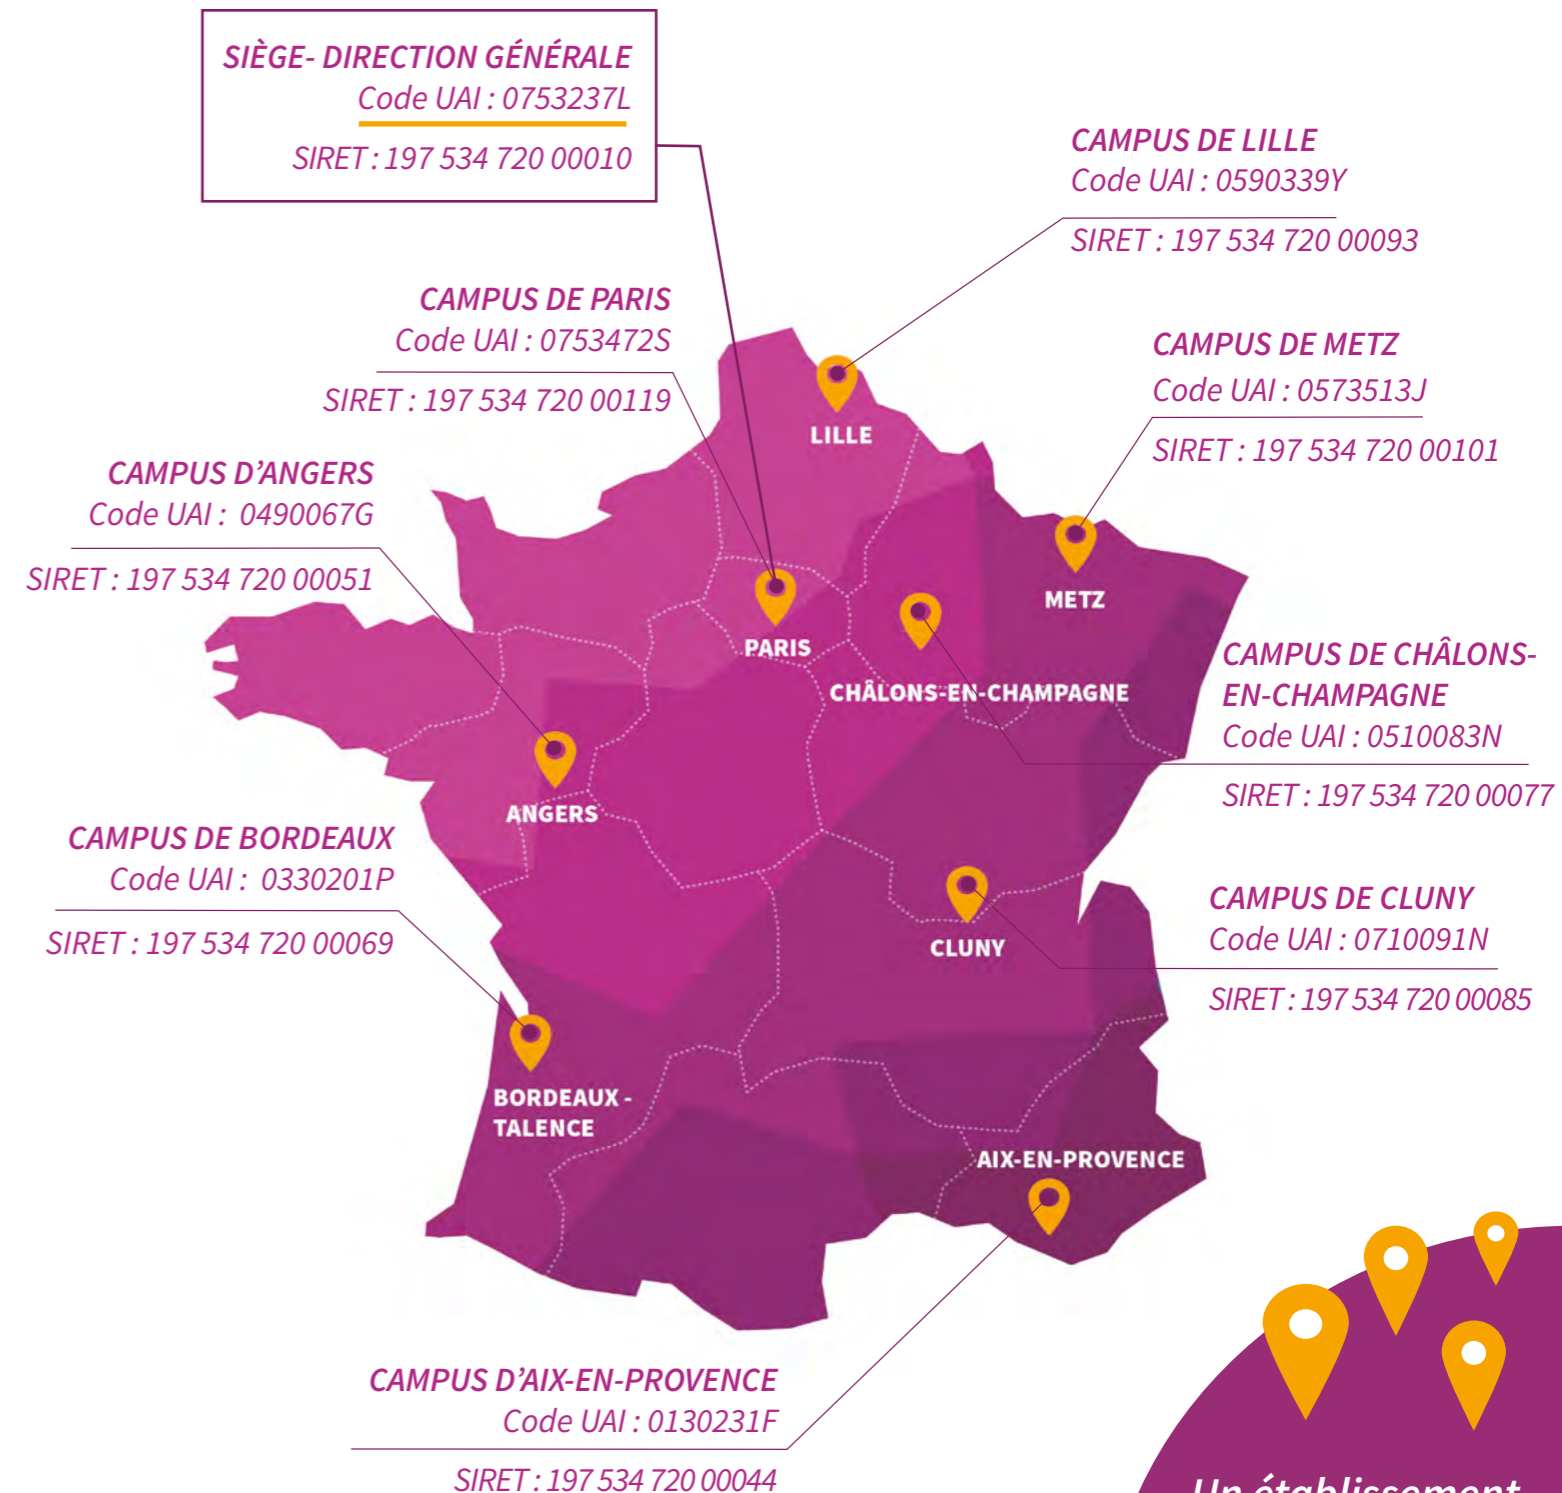 SIÈGE- DIRECTION GÉNÉRALE
Code UAI : 0753237L
SIRET : 197 534 720 00010
CAMPUS DE LILLE
Code UAI : 0590339Y
SIRET : 197 534 720 00093
CAMPUS DE PARIS
Code UAI : 0753472S
SIRET : 197 534 720 00119
CAMPUS DE METZ
Code UAI : 0573513J
SIRET : 197 534 720 00101
CAMPUS D'ANGERS
Code UAI : 0490067G
SIRET : 197 534 720 00051
LILLE
METZ
PARIS
CHÂLONS-EN-CHAMPAGNE
CAMPUS DE CHÂLONS-
EN-CHAMPAGNE
Code UAI : 0510083N
SIRET : 197 534 720 00077
ANGERS
CAMPUS DE BORDEAUX
Code UAI : 0330201P
SIRET : 197 534 720 00069
CLUNY
CAMPUS DE CLUNY
Code UAI : 0710091N
SIRET : 197 534 720 00085
BORDEAUX -
TALENCE
AIX-EN-PROVENCE
CAMPUS D'AIX-EN-PROVENCE
Code UAI : 0130231F
SIRET : 197 534 720 00044
Un établissement